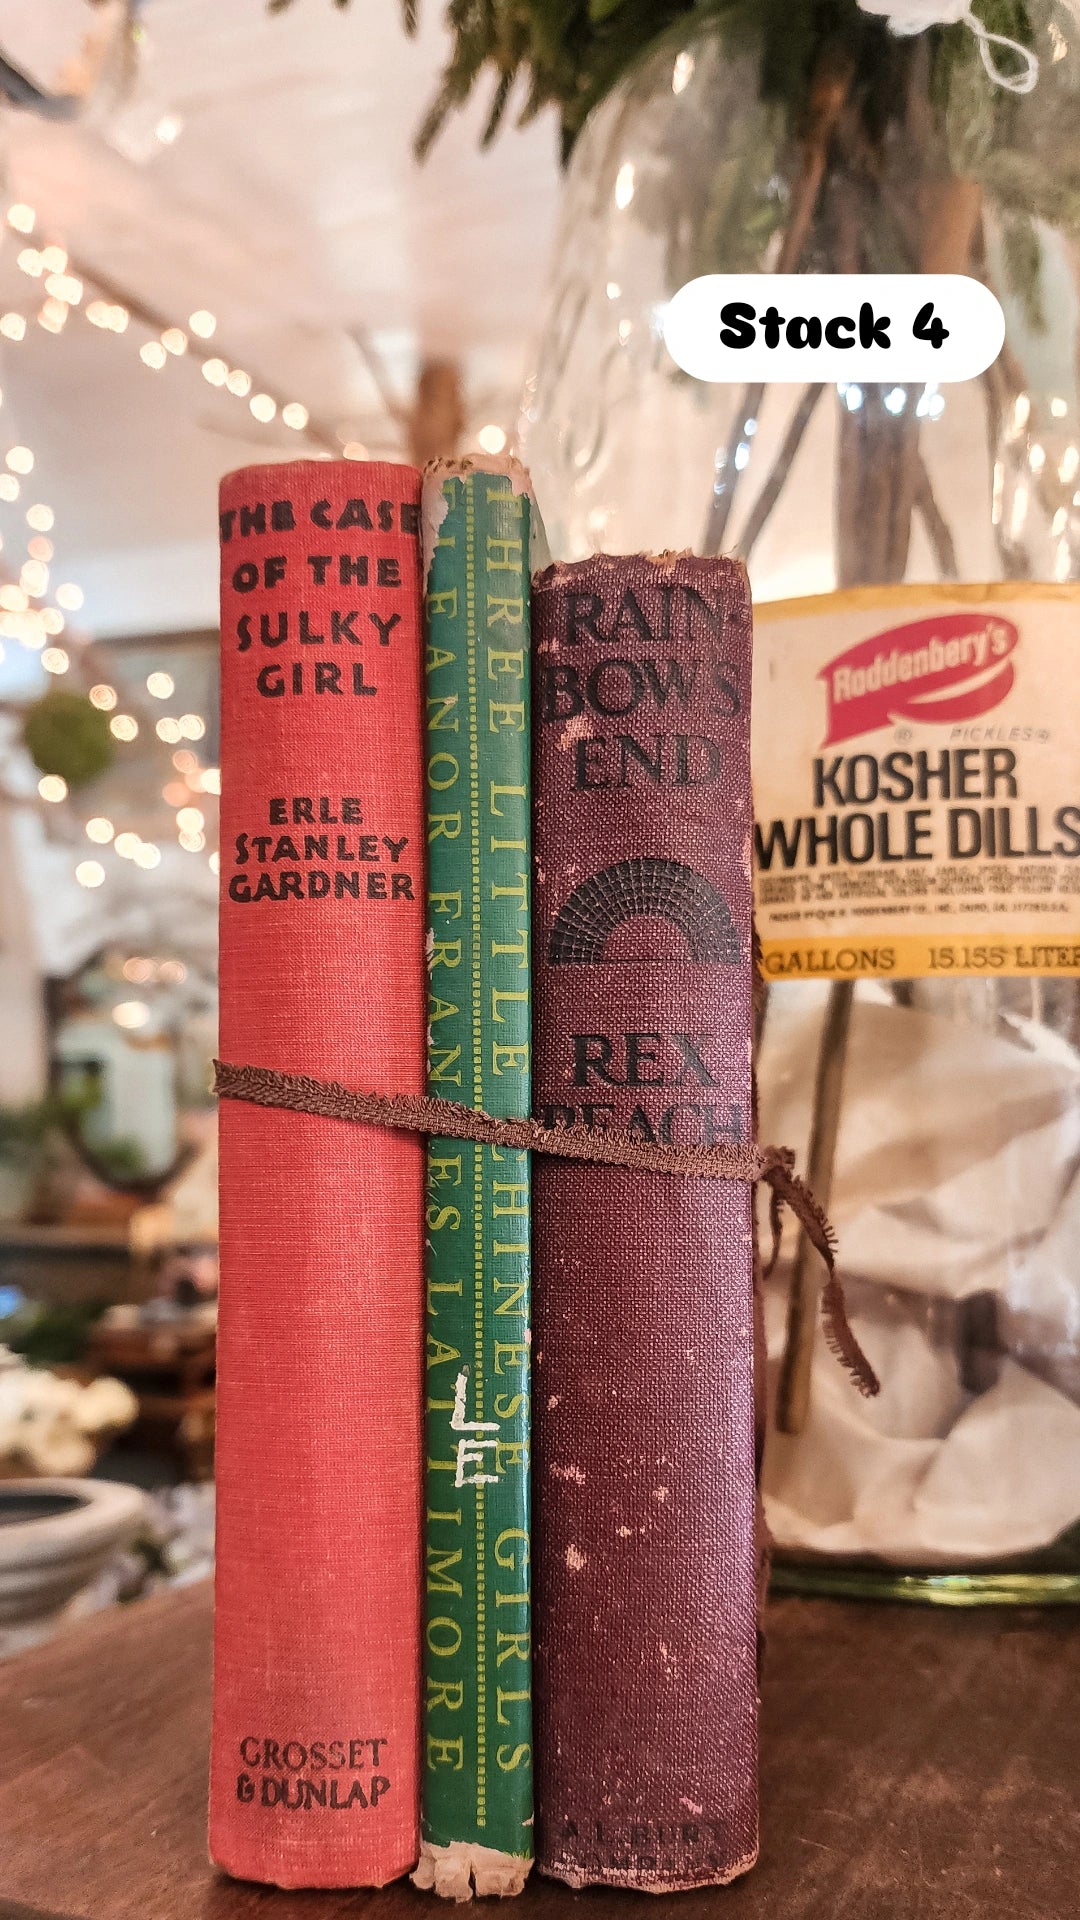 Stack 4
THE CASE
OF THE
SULKY
GIRL
ERLE
STANLEY
GARDNER
GROSSET
& DUNLAP
THREE LITTLE CHINESE GIRLS
ELEANOR FRANCES LATTIMORE
LE
RAIN-
BOW'S
END
REX
BEACH
A. L. BURT
COMPANY
Roddenbery's
®
PICKLES
KOSHER
WHOLE DILLS
GALLONS 15.155 LITER